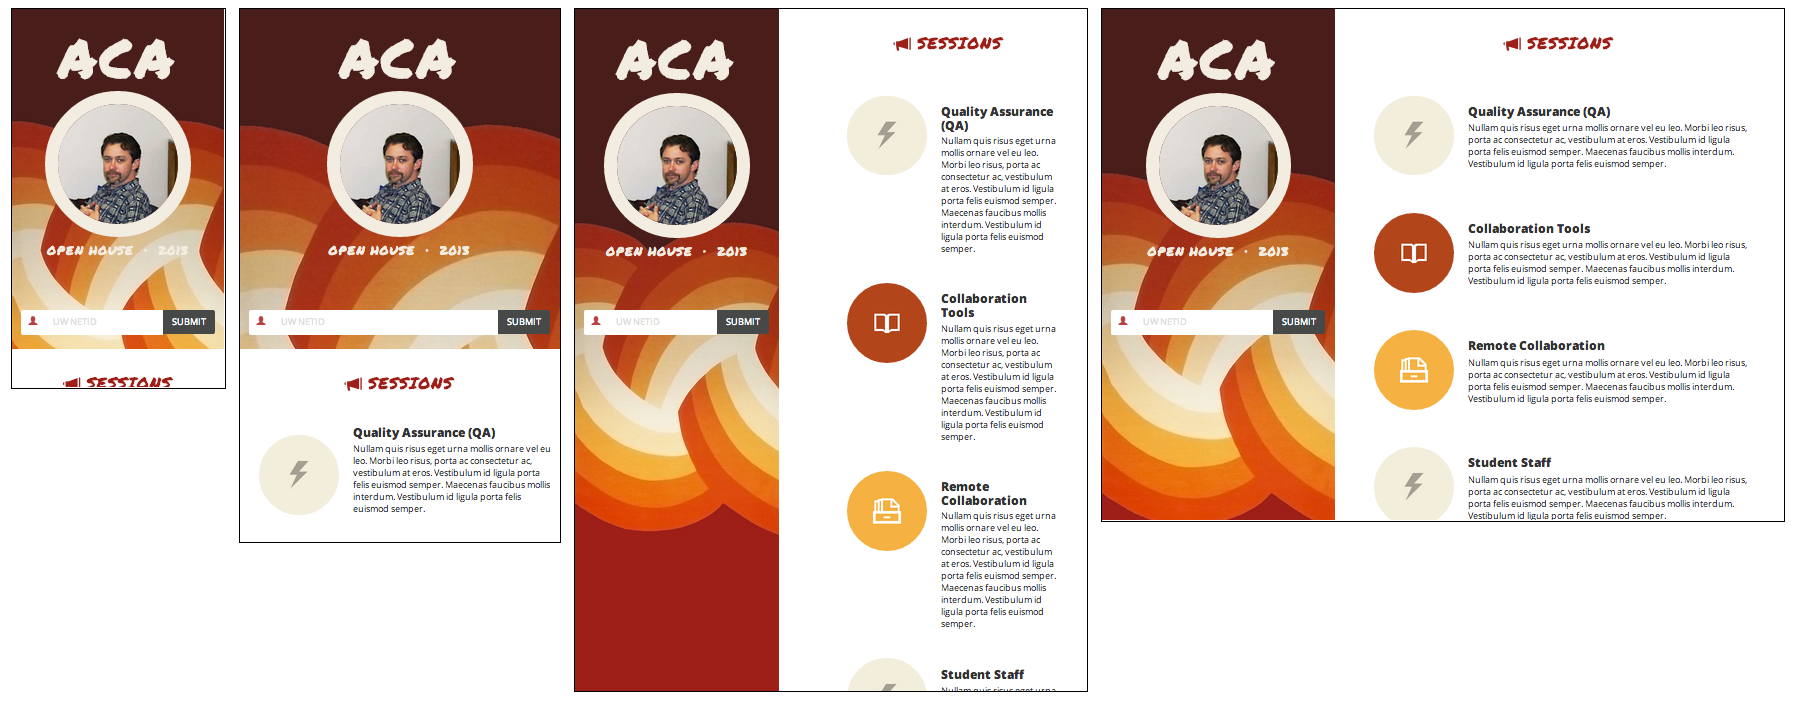 ACA
OPEN HOUSE · 2013
UW NETID
SUBMIT
SESSIONS
ACA
OPEN HOUSE · 2013
UW NETID
SUBMIT
SESSIONS
Quality Assurance (QA)
Nullam quis risus eget urna mollis ornare vel eu
leo. Morbi leo risus, porta ac consectetur ac,
vestibulum at eros. Vestibulum id ligula porta
felis euismod semper. Maecenas faucibus mollis
interdum. Vestibulum id ligula porta felis
euismod semper.
ACA
OPEN HOUSE · 2013
UW NETID
SUBMIT
SESSIONS
Quality Assurance
(QA)
Nullam quis risus eget urna
mollis ornare vel eu leo.
Morbi leo risus, porta ac
consectetur ac, vestibulum
at eros. Vestibulum id ligula
porta felis euismod semper.
Maecenas faucibus mollis
interdum. Vestibulum id
ligula porta felis euismod
semper.
Collaboration
Tools
Nullam quis risus eget urna
mollis ornare vel eu leo.
Morbi leo risus, porta ac
consectetur ac, vestibulum
at eros. Vestibulum id ligula
porta felis euismod semper.
Maecenas faucibus mollis
interdum. Vestibulum id
ligula porta felis euismod
semper.
Remote
Collaboration
Nullam quis risus eget urna
mollis ornare vel eu leo.
Morbi leo risus, porta ac
consectetur ac, vestibulum
at eros. Vestibulum id ligula
porta felis euismod semper.
Maecenas faucibus mollis
interdum. Vestibulum id
ligula porta felis euismod
semper.
Student Staff
Nullam quis risus eget urna
ACA
OPEN HOUSE · 2013
UW NETID
SUBMIT
SESSIONS
Quality Assurance (QA)
Nullam quis risus eget urna mollis ornare vel eu leo. Morbi leo risus,
porta ac consectetur ac, vestibulum at eros. Vestibulum id ligula
porta felis euismod semper. Maecenas faucibus mollis interdum.
Vestibulum id ligula porta felis euismod semper.
Collaboration Tools
Nullam quis risus eget urna mollis ornare vel eu leo. Morbi leo risus,
porta ac consectetur ac, vestibulum at eros. Vestibulum id ligula
porta felis euismod semper. Maecenas faucibus mollis interdum.
Vestibulum id ligula porta felis euismod semper.
Remote Collaboration
Nullam quis risus eget urna mollis ornare vel eu leo. Morbi leo risus,
porta ac consectetur ac, vestibulum at eros. Vestibulum id ligula
porta felis euismod semper. Maecenas faucibus mollis interdum.
Vestibulum id ligula porta felis euismod semper.
Student Staff
Nullam quis risus eget urna mollis ornare vel eu leo. Morbi leo risus,
porta ac consectetur ac, vestibulum at eros. Vestibulum id ligula
porta felis euismod semper. Maecenas faucibus mollis interdum.
Vestibulum id ligula porta felis euismod semper.